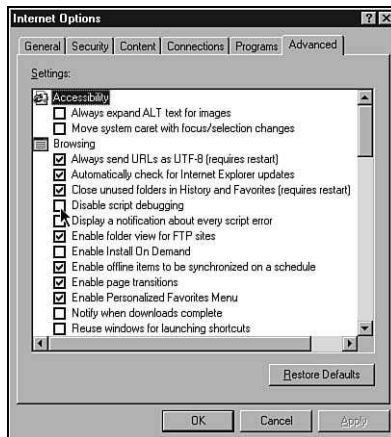 Internet Options
General Security Content Connections Programs Advanced
Settings:
Accessibility
Always expand ALT text for images
Move system caret with focus/selection changes
Browsing
Always send URLs as UTF-8 (requires restart)
Automatically check for Internet Explorer updates
Close unused folders in History and Favorites (requires restart)
Disable script debugging
Display a notification about every script error
Enable folder view for FTP sites
Enable Install On Demand
Enable offline items to be synchronized on a schedule
Enable page transitions
Enable Personalized Favorites Menu
Notify when downloads complete
Reuse windows for launching shortcuts
Restore Defaults
OK Cancel Apply